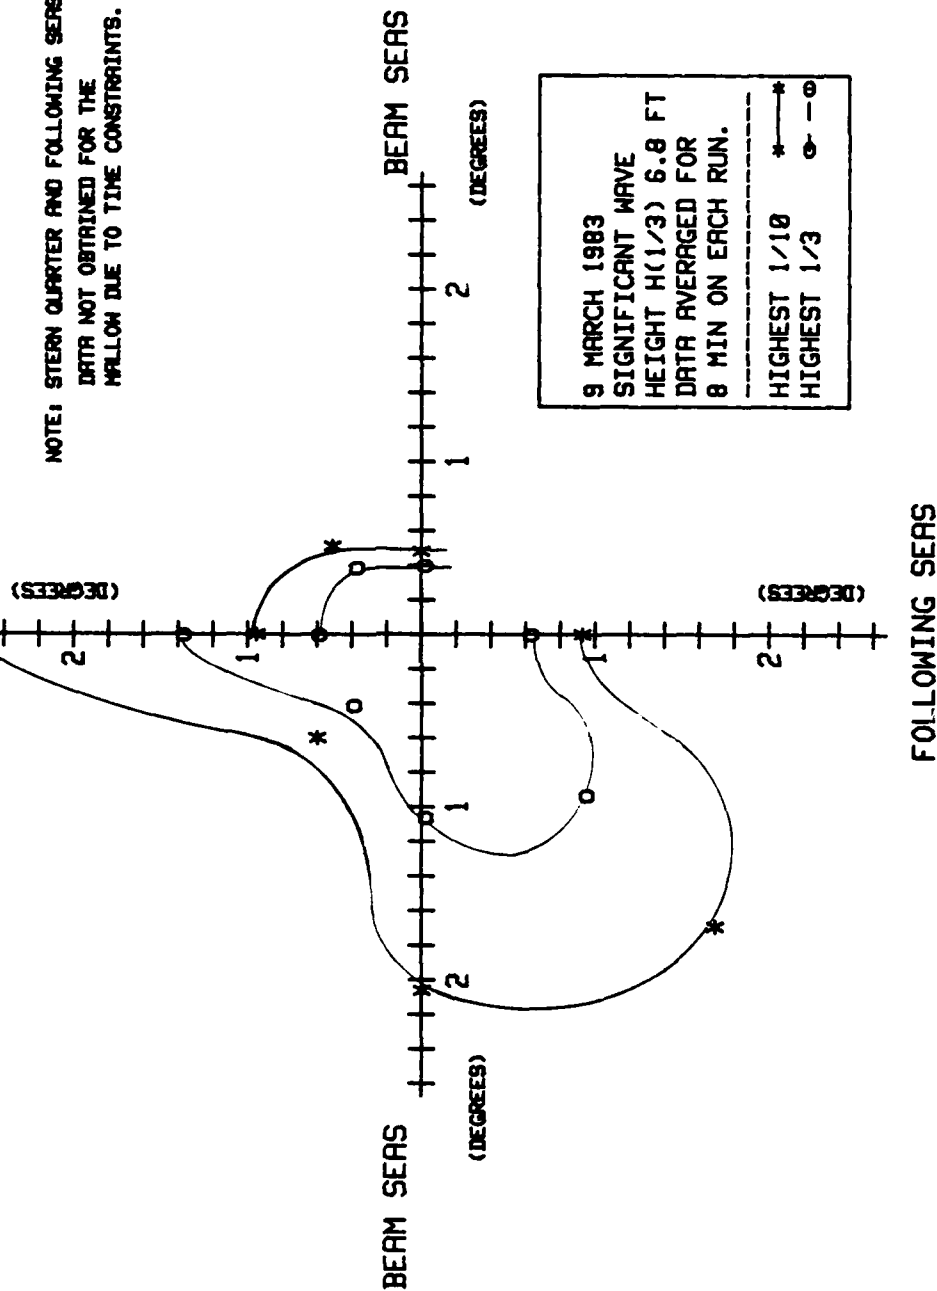 NOTE: STERN QUARTER AND FOLLOWING SEAS
DATA NOT OBTAINED FOR THE
MALLOW DUE TO TIME CONSTRAINTS.
(DEGREES)
2
1
BEAM SEAS
(DEGREES)
2
1
1
2
BEAM SEAS
(DEGREES)
1
2
(DEGREES)
FOLLOWING SEAS
9 MARCH 1983
SIGNIFICANT WAVE
HEIGHT H(1/3) 6.8 FT
DATA AVERAGED FOR
8 MIN ON EACH RUN.
HIGHEST 1/10
HIGHEST 1/3